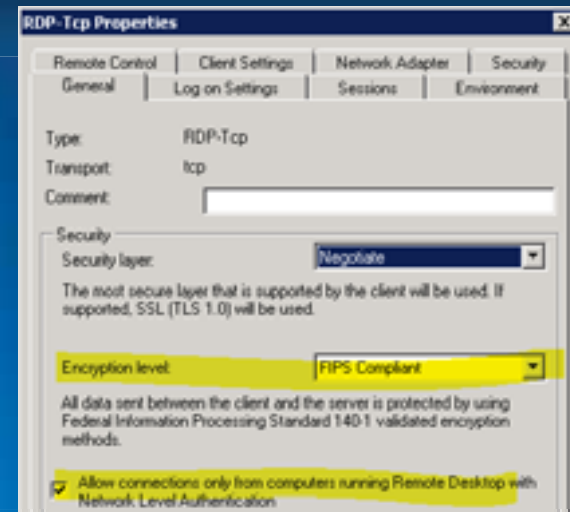 RDP-Tcp Properties
Remote Control
Client Settings
Network Adapter
Security
General
Log on Settings
Sessions
Environment
Type:
RDP-Tcp
Transport:
tcp
Comment:
Security
Security layer:
Negotiate
The most secure layer that is supported by the client will be used. If
supported, SSL (TLS 1.0) will be used.
Encryption level:
FIPS Compliant
All data sent between the client and the server is protected by using
Federal Information Processing Standard 140-1 validated encryption
methods.
Allow connections only from computers running Remote Desktop with
Network Level Authentication